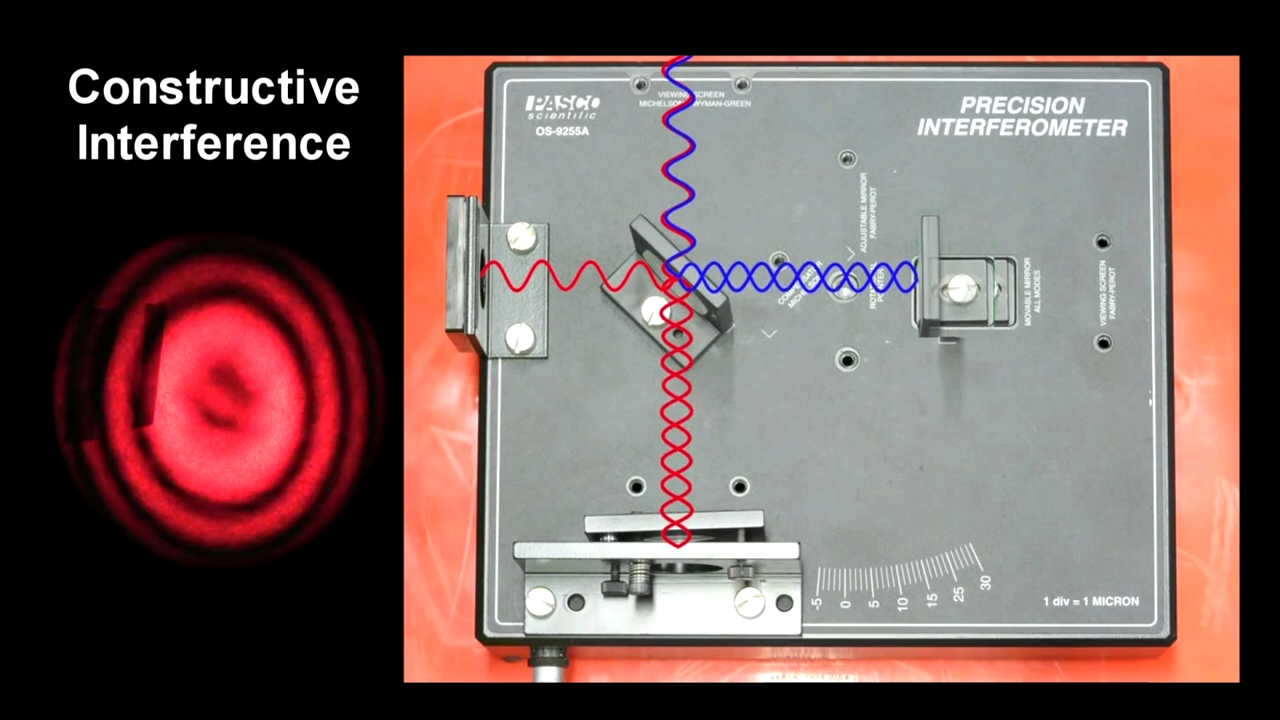 Constructive
Interference
PASCO
scientific
OS-9255A
VIEWING SCREEN
PRECISION
INTERFEROMETER
ADJUSTABLE MIRROR
FABRY-PEROT
MOVABLE MIRROR
ALL MODES
VIEWING SCREEN
FABRY-PEROT
-5 0 5 10 15 25 30
1 div = 1 MICRON